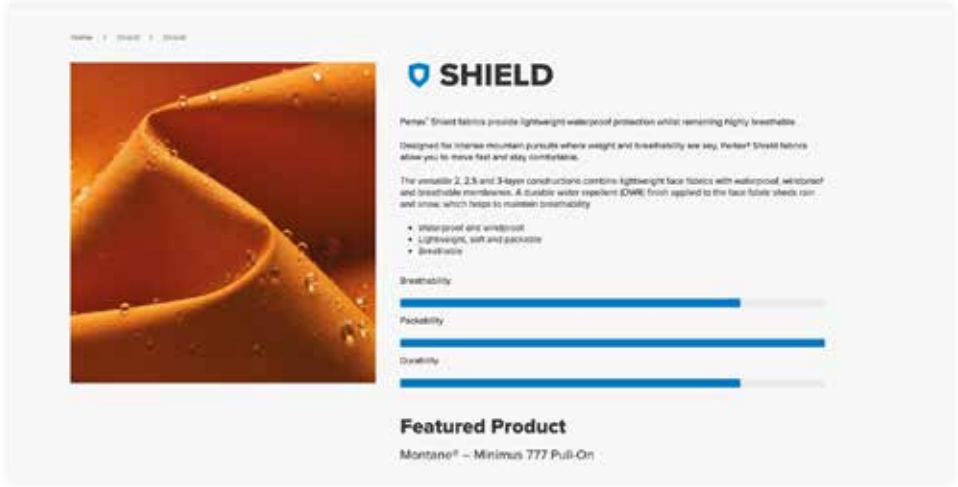 Home > Shield > Shield
SHIELD
Pertex® Shield fabrics provide lightweight waterproof protection whilst remaining highly breathable.
Designed for intense mountain pursuits where weight and breathability are key, Pertex® Shield fabrics
allow you to move fast and stay comfortable.
The versatile 2, 2.5 and 3-layer constructions combine lightweight face fabrics with waterproof, windproof
and breathable membranes. A durable water repellent (DWR) finish applied to the face fabric sheds rain
and snow, which helps to maintain breathability
• Waterproof and windproof
• Lightweight, soft and packable
• Breathable
Breathability
Packability
Durability
Featured Product
Montane® – Minimus 777 Pull-On